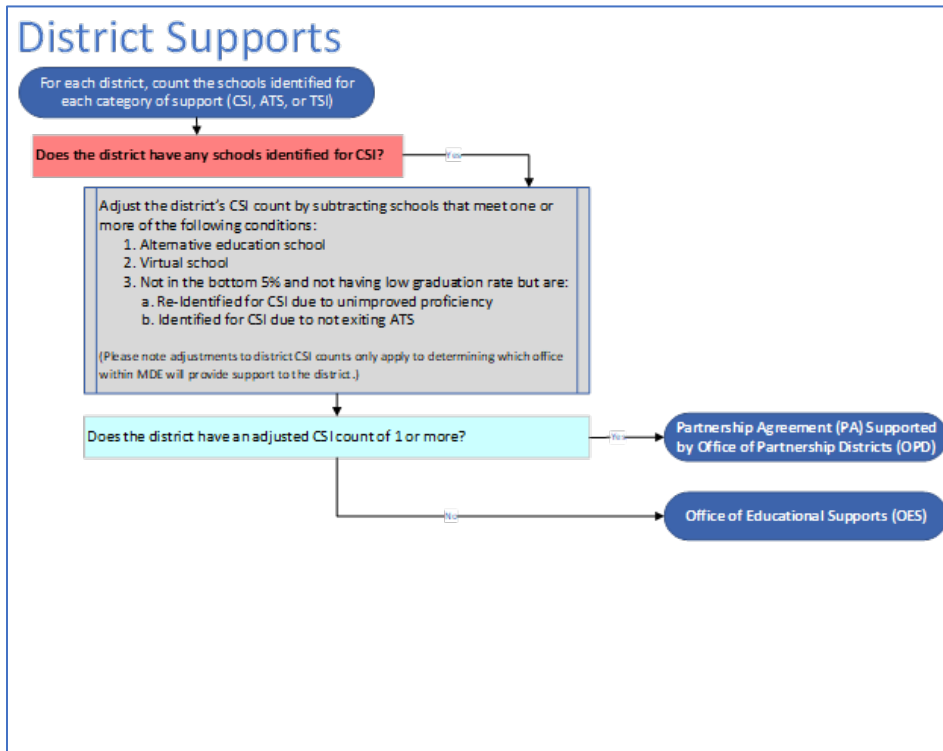 District Supports
For each district, count the schools identified for
each category of support (CSI, ATS, or TSI)
Does the district have any schools identified for CSI?
Yes
Adjust the district's CSI count by subtracting schools that meet one or
more of the following conditions:
1. Alternative education school
2. Virtual school
3. Not in the bottom 5% and not having low graduation rate but are:
a. Re-Identified for CSI due to unimproved proficiency
b. Identified for CSI due to not exiting ATS
(Please note adjustments to district CSI counts only apply to determining which office
within MDE will provide support to the district.)
Does the district have an adjusted CSI count of 1 or more?
Yes
Partnership Agreement (PA) Supported
by Office of Partnership Districts (OPD)
No
Office of Educational Supports (OES)